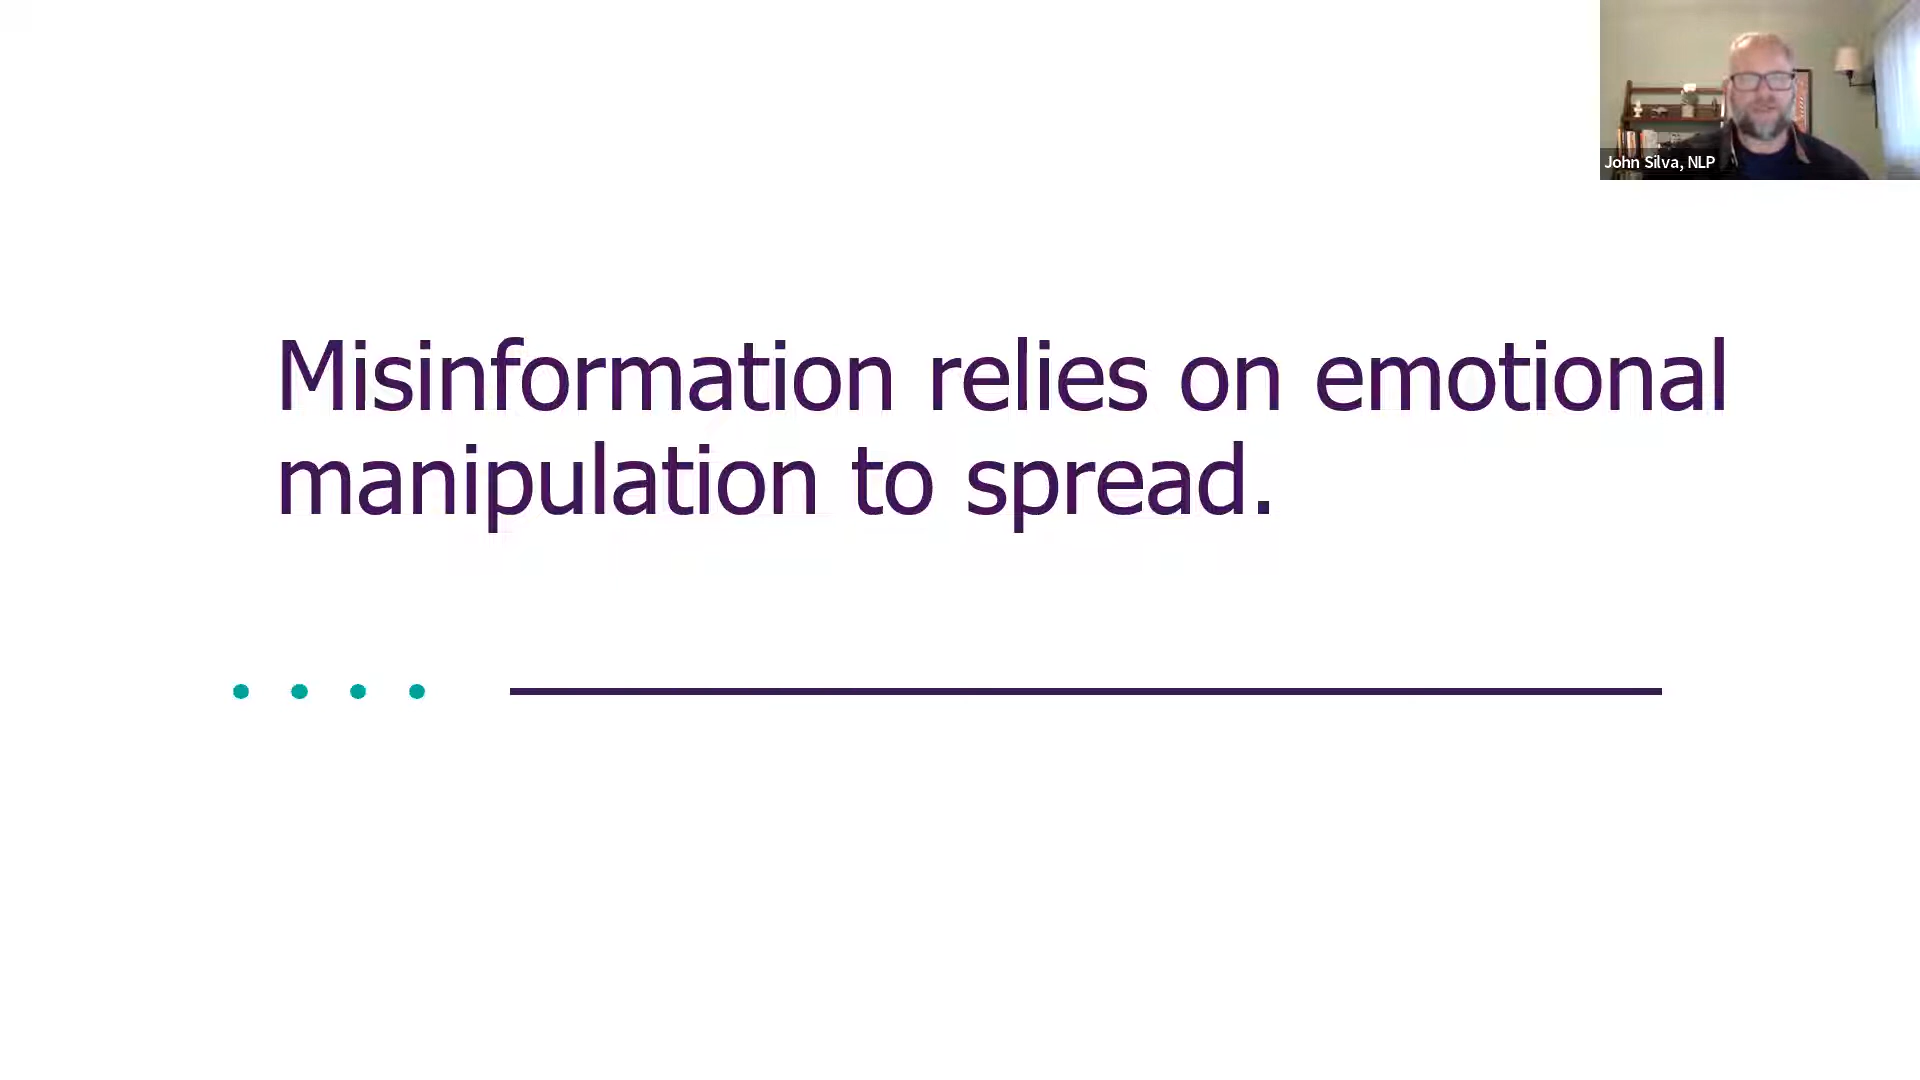 John Silva, NLP
Misinformation relies on emotional
manipulation to spread.